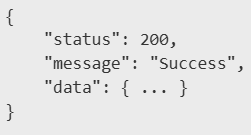 {
    "status": 200,
    "message": "Success",
    "data": { ... }
}